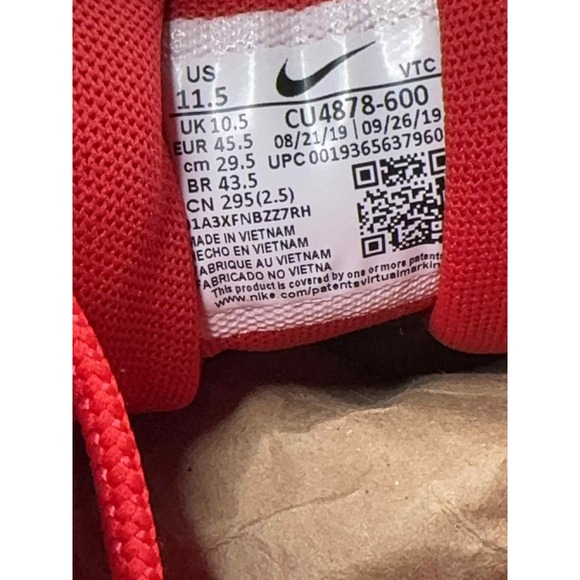 US VTC
11.5 CU4878-600
UK 10.5 08/21/19 | 09/26/19
EUR 45.5 UPC 00193656379603
cm 29.5
BR 43.5
CN 295(2.5)
1A3XFNBZZ7RH
MADE IN VIETNAM
HECHO EN VIETNAM
FABRIQUE AU VIETNAM
FABRICADO NO VIETNA
This product is covered by one or more patents
www.nike.com/patentsvirtualmarkin